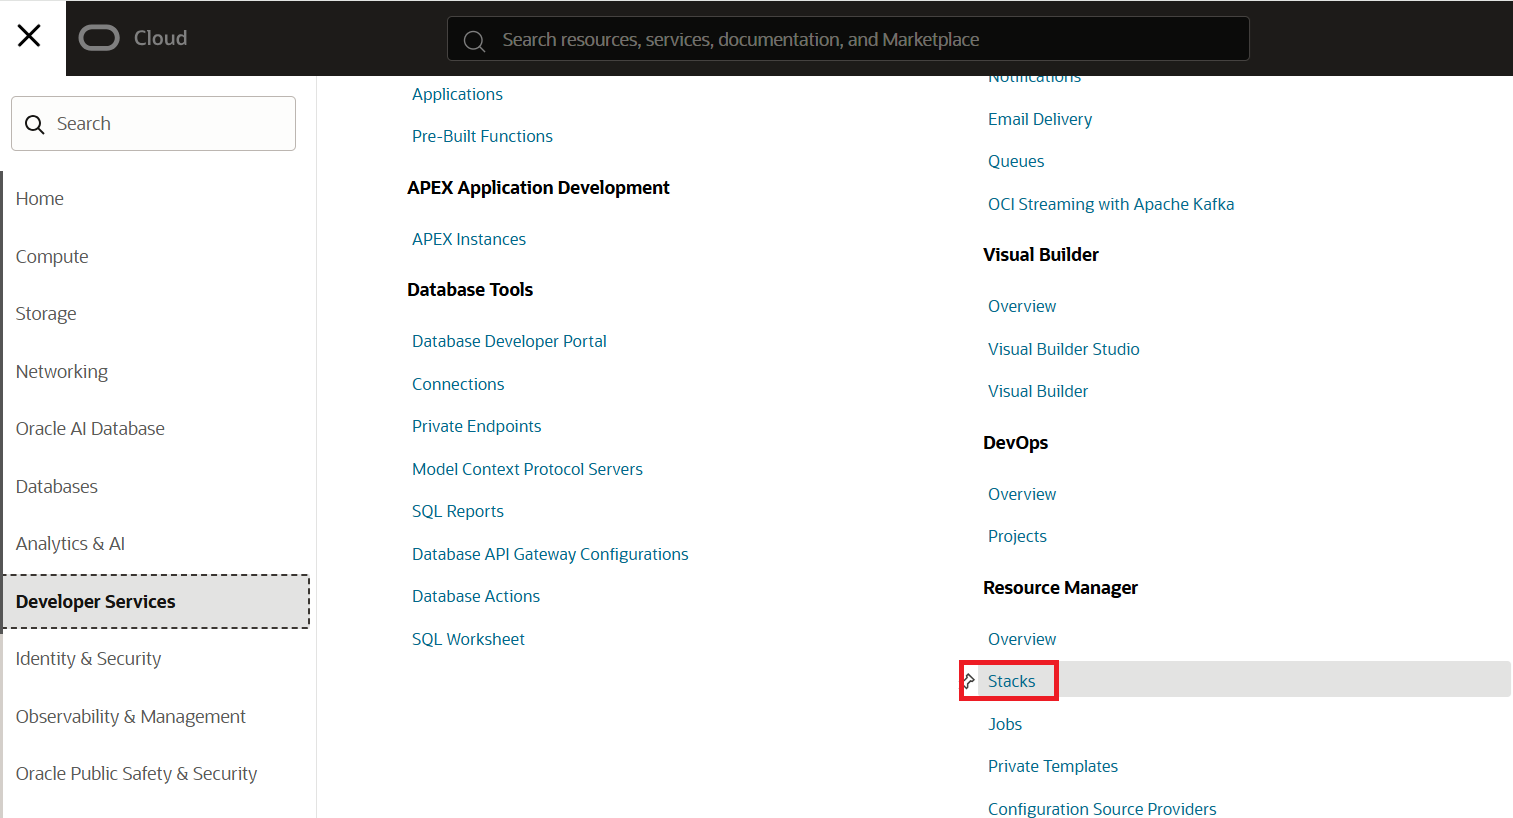 Cloud
Search resources, services, documentation, and Marketplace
Search
Home
Compute
Storage
Networking
Oracle AI Database
Databases
Analytics & AI
Developer Services
Identity & Security
Observability & Management
Oracle Public Safety & Security
Applications
Pre-Built Functions
APEX Application Development
APEX Instances
Database Tools
Database Developer Portal
Connections
Private Endpoints
Model Context Protocol Servers
SQL Reports
Database API Gateway Configurations
Database Actions
SQL Worksheet
Notifications
Email Delivery
Queues
OCI Streaming with Apache Kafka
Visual Builder
Overview
Visual Builder Studio
Visual Builder
DevOps
Overview
Projects
Resource Manager
Overview
Stacks
Jobs
Private Templates
Configuration Source Providers